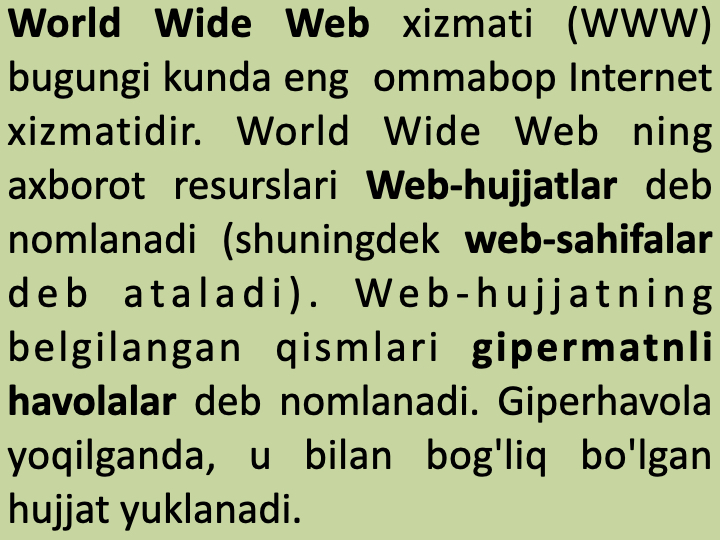 World Wide Web xizmati (WWW)
bugungi kunda eng ommabop Internet
xizmatidir. World Wide Web ning
axborot resurslari Web-hujjatlar deb
nomlanadi (shuningdek web-sahifalar
deb ataladi). Web-hujjatning
belgilangan qismlari gipermatnli
havolalar deb nomlanadi. Giperhavola
yoqilganda, u bilan bog'liq bo'lgan
hujjat yuklanadi.